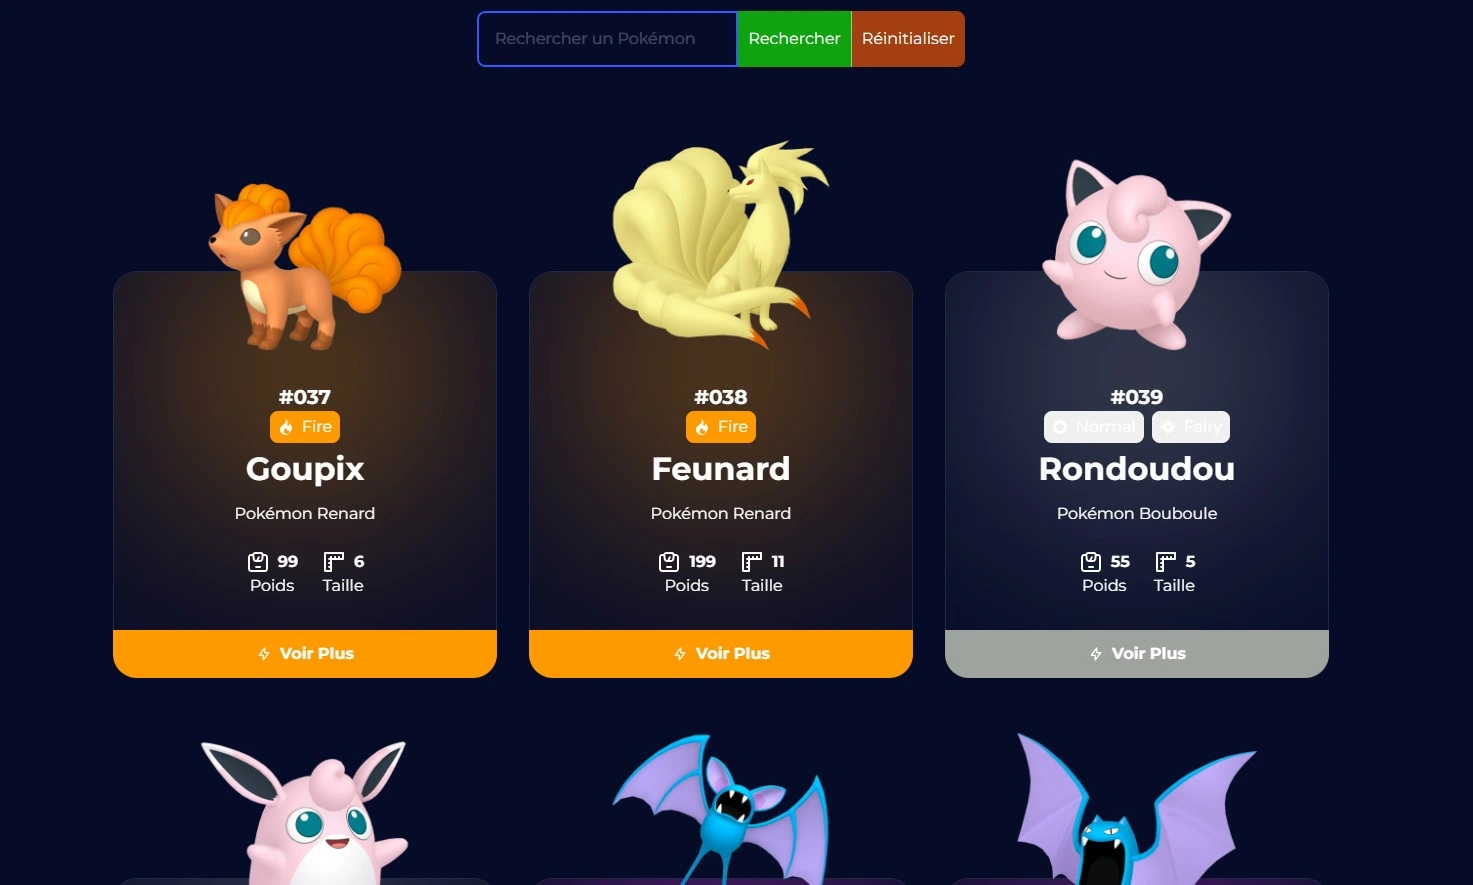 Rechercher un Pokémon Rechercher Réinitialiser
#037
Fire
Goupix
Pokémon Renard
99 6
Poids Taille
Voir Plus
#038
Fire
Feunard
Pokémon Renard
199 11
Poids Taille
Voir Plus
#039
Normal Fairy
Rondoudou
Pokémon Bouboule
55 5
Poids Taille
Voir Plus